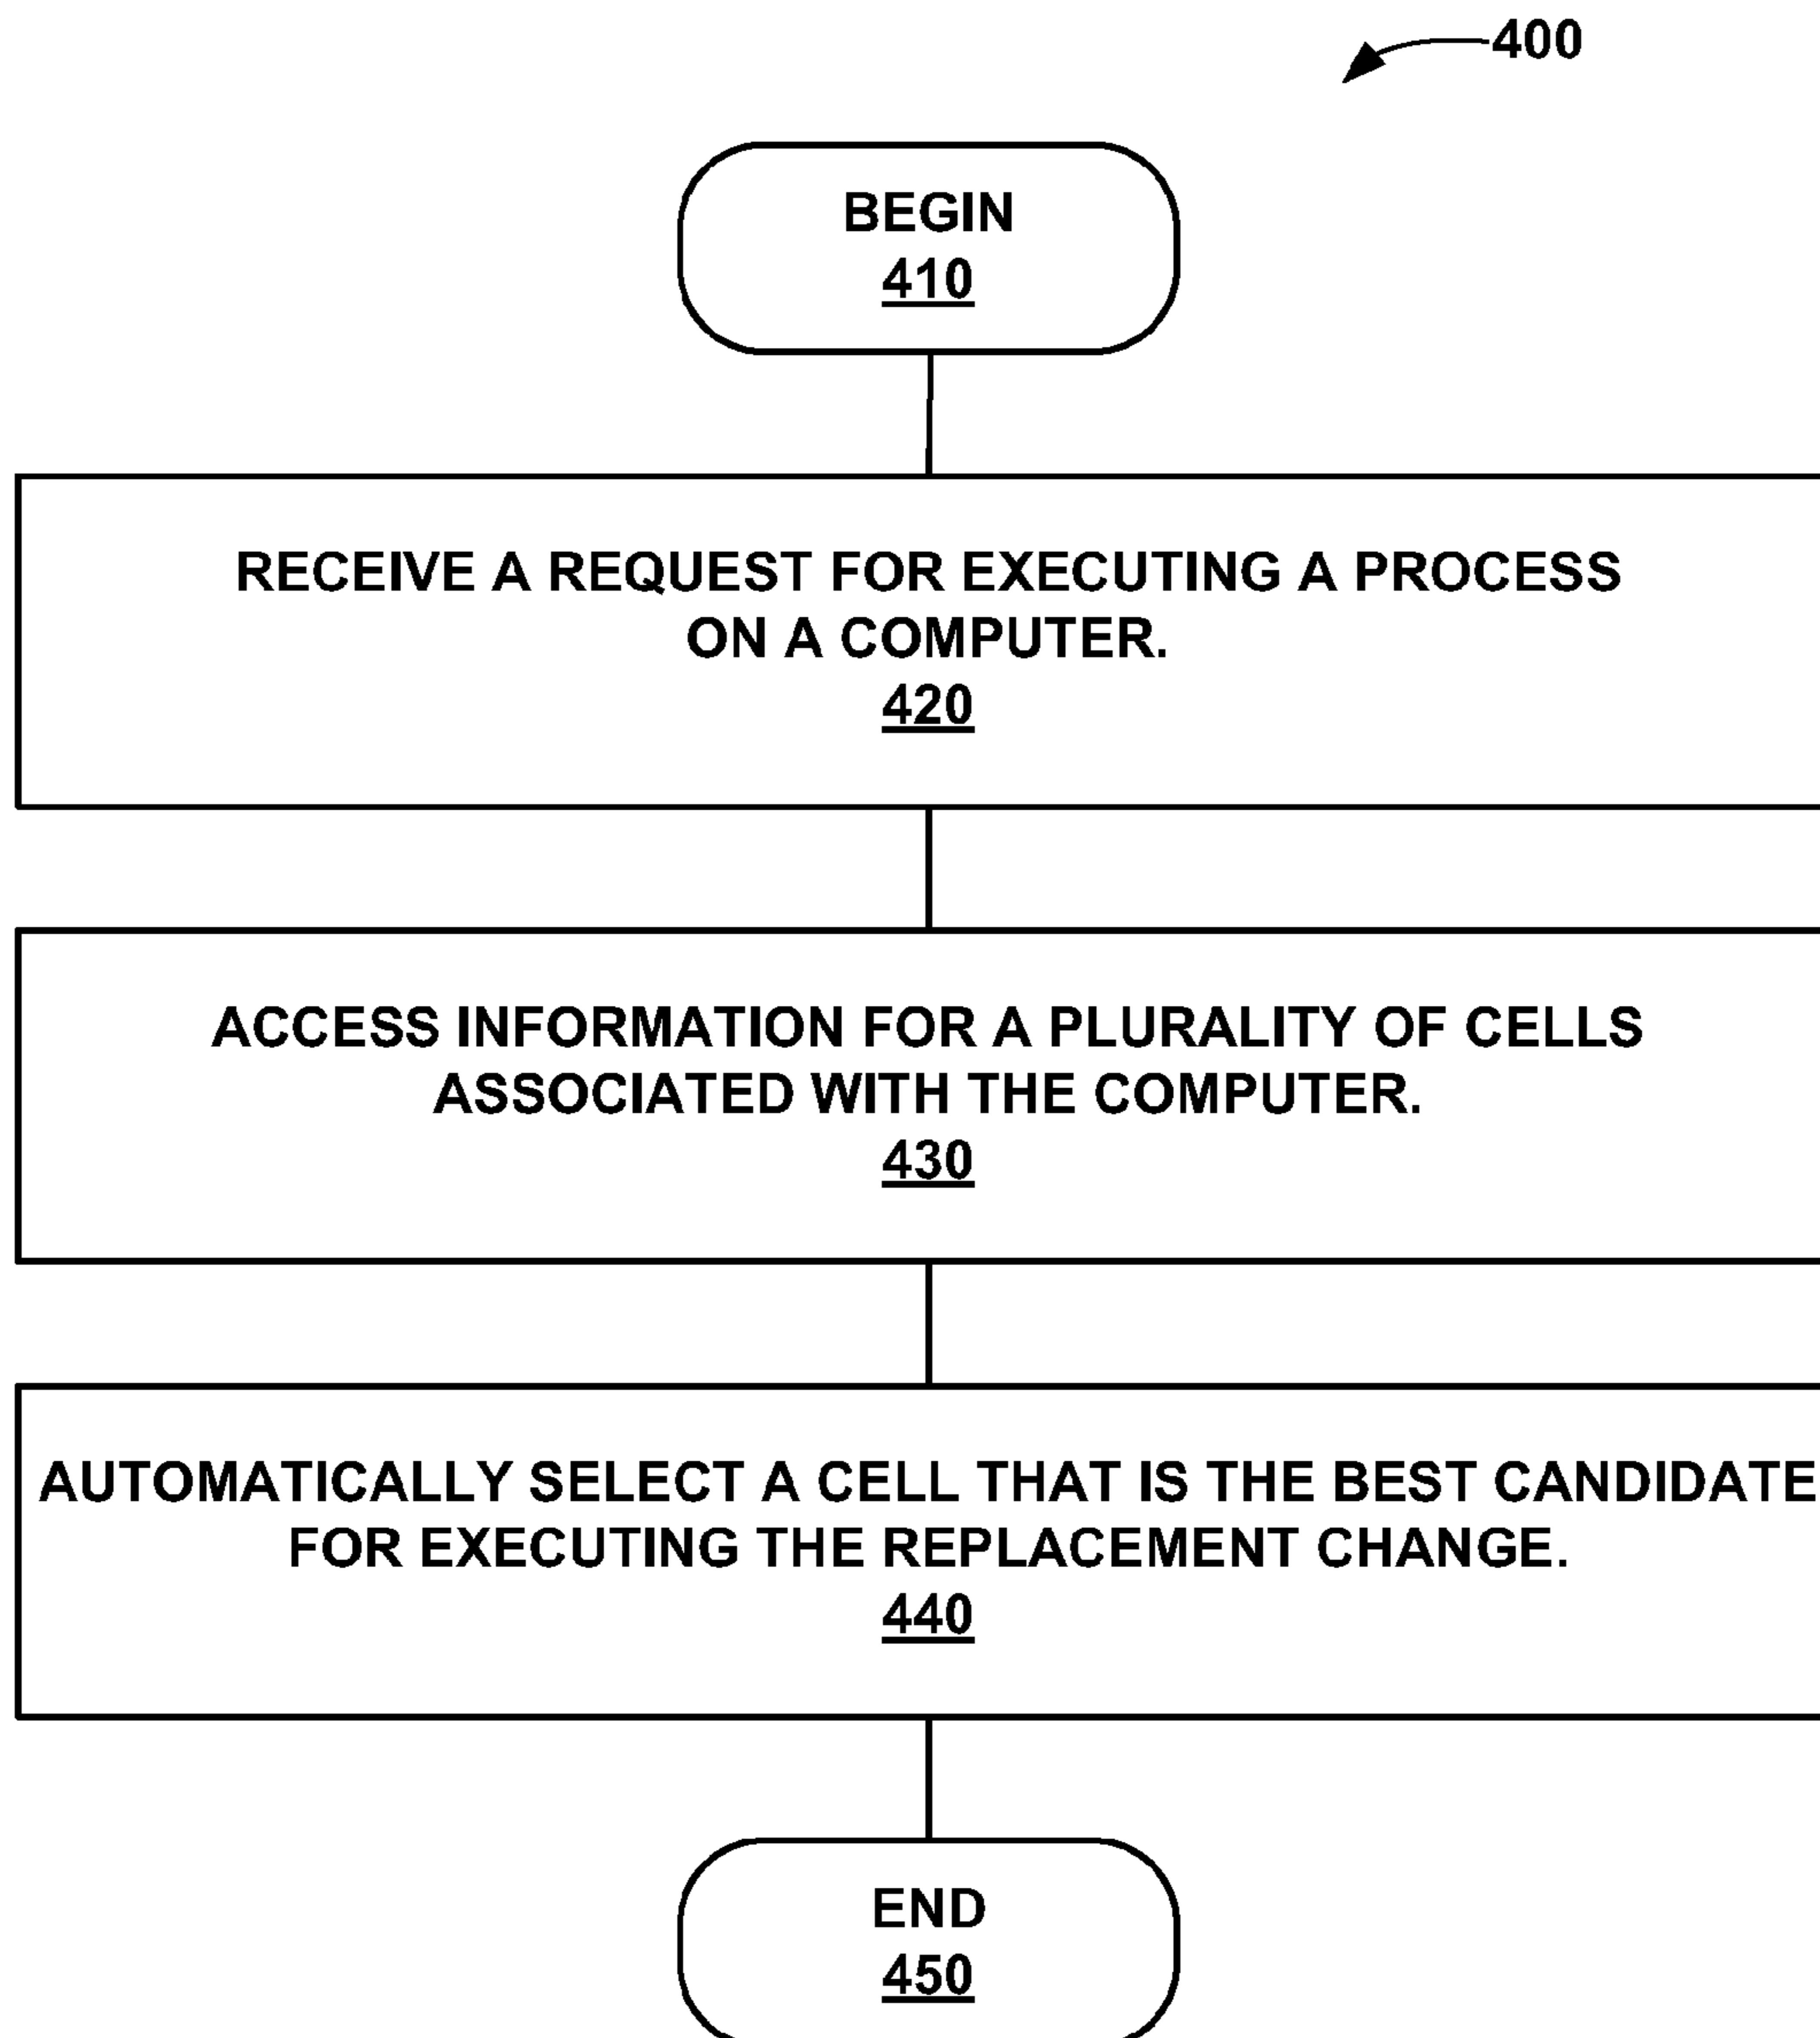 400
BEGIN
410
RECEIVE A REQUEST FOR EXECUTING A PROCESS
ON A COMPUTER.
420
ACCESS INFORMATION FOR A PLURALITY OF CELLS
ASSOCIATED WITH THE COMPUTER.
430
AUTOMATICALLY SELECT A CELL THAT IS THE BEST CANDIDATE
FOR EXECUTING THE REPLACEMENT CHANGE.
440
END
450